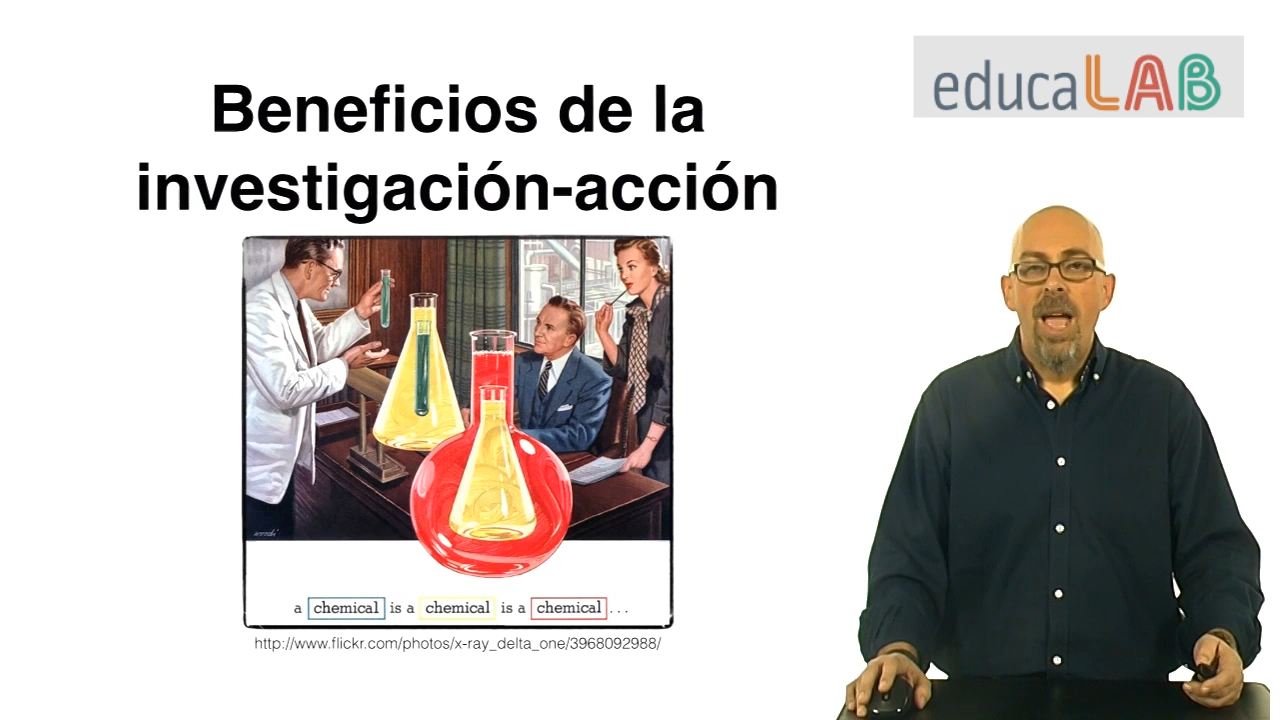 educaLAB
Beneficios de la
investigación-acción
a chemical is a chemical is a chemical...
http://www.flickr.com/photos/x-ray_delta_one/3968092988/